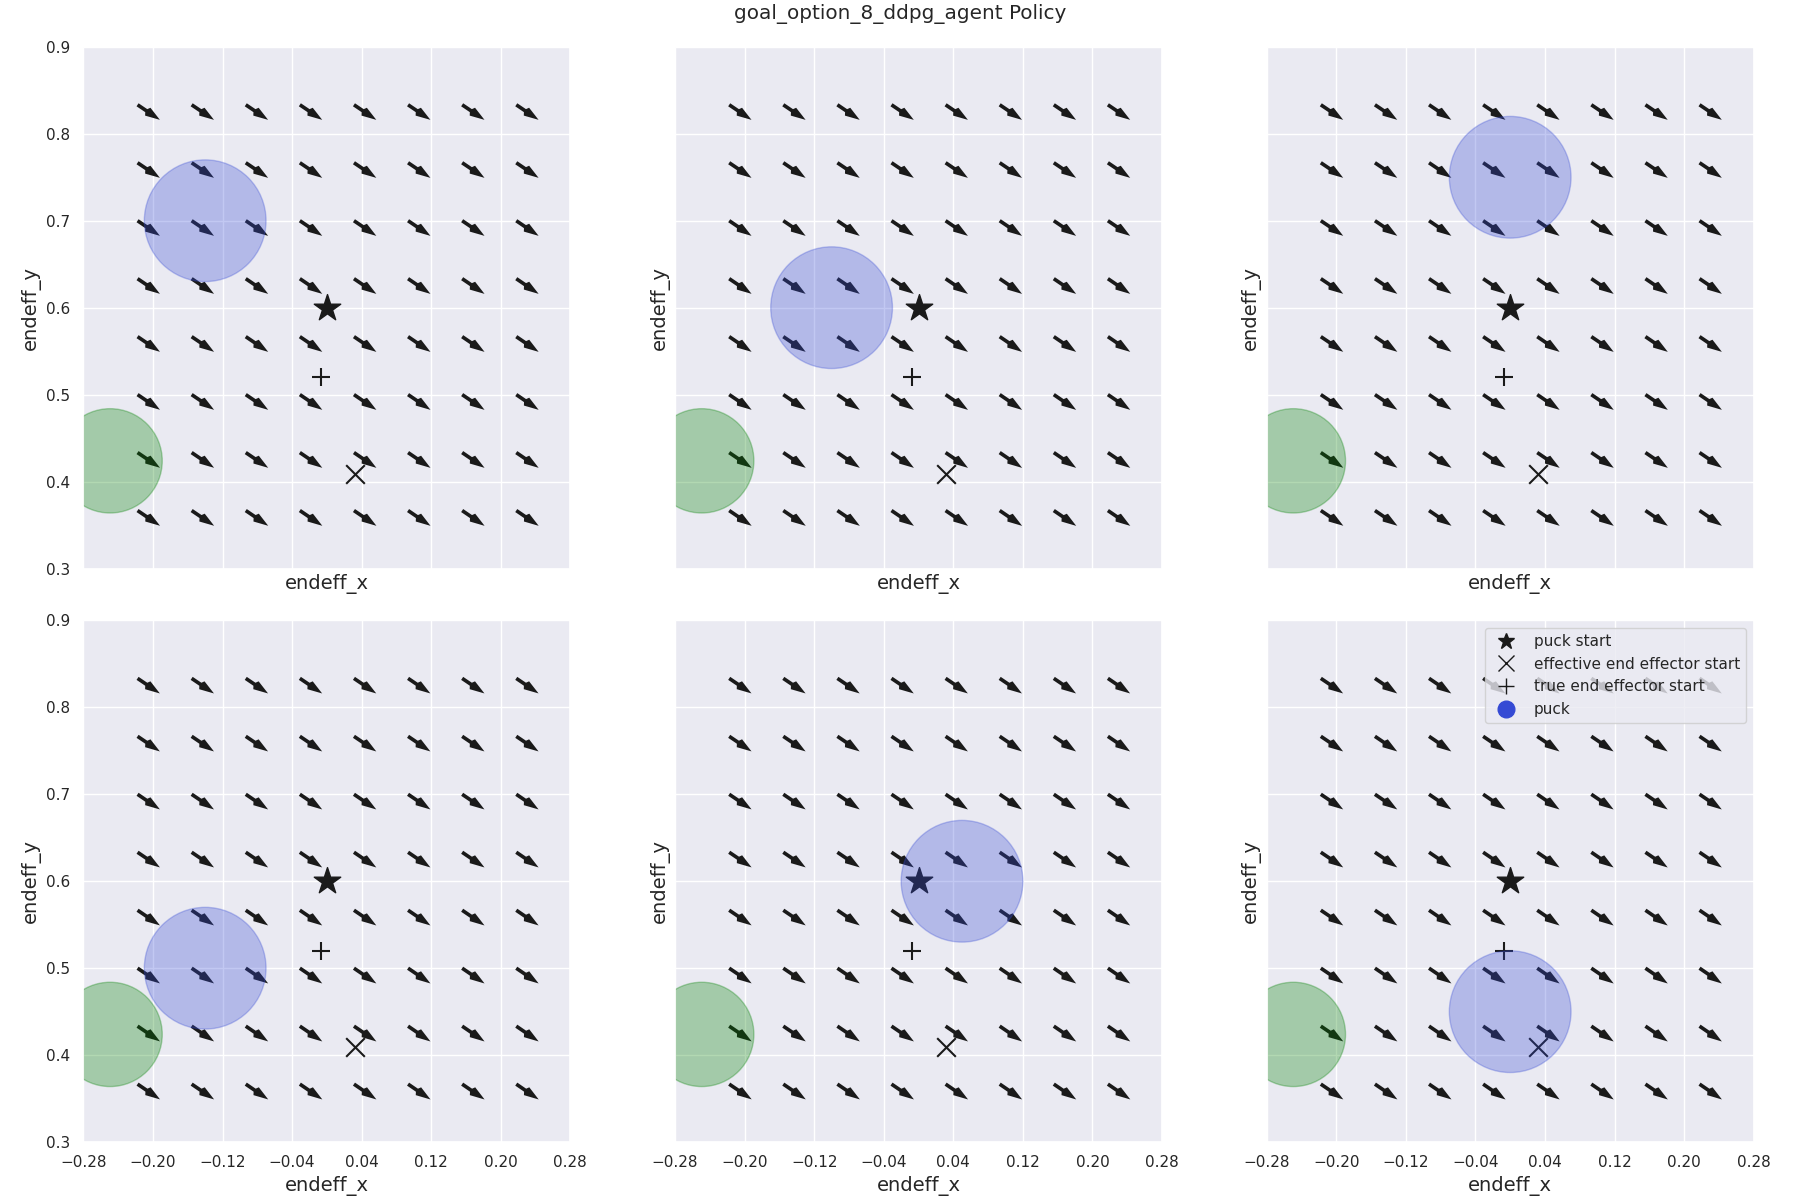 goal_option_8_ddpg_agent Policy
0.9
0.8
0.7
0.6
0.5
0.4
0.3
endeff_y
endeff_x
endeff_y
endeff_x
endeff_y
endeff_x
0.9
0.8
0.7
0.6
0.5
0.4
0.3
endeff_y
−0.28 −0.20 −0.12 −0.04 0.04 0.12 0.20 0.28
endeff_x
endeff_y
−0.28 −0.20 −0.12 −0.04 0.04 0.12 0.20 0.28
endeff_x
puck start
effective end effector start
true end effector start
puck
endeff_y
−0.28 −0.20 −0.12 −0.04 0.04 0.12 0.20 0.28
endeff_x